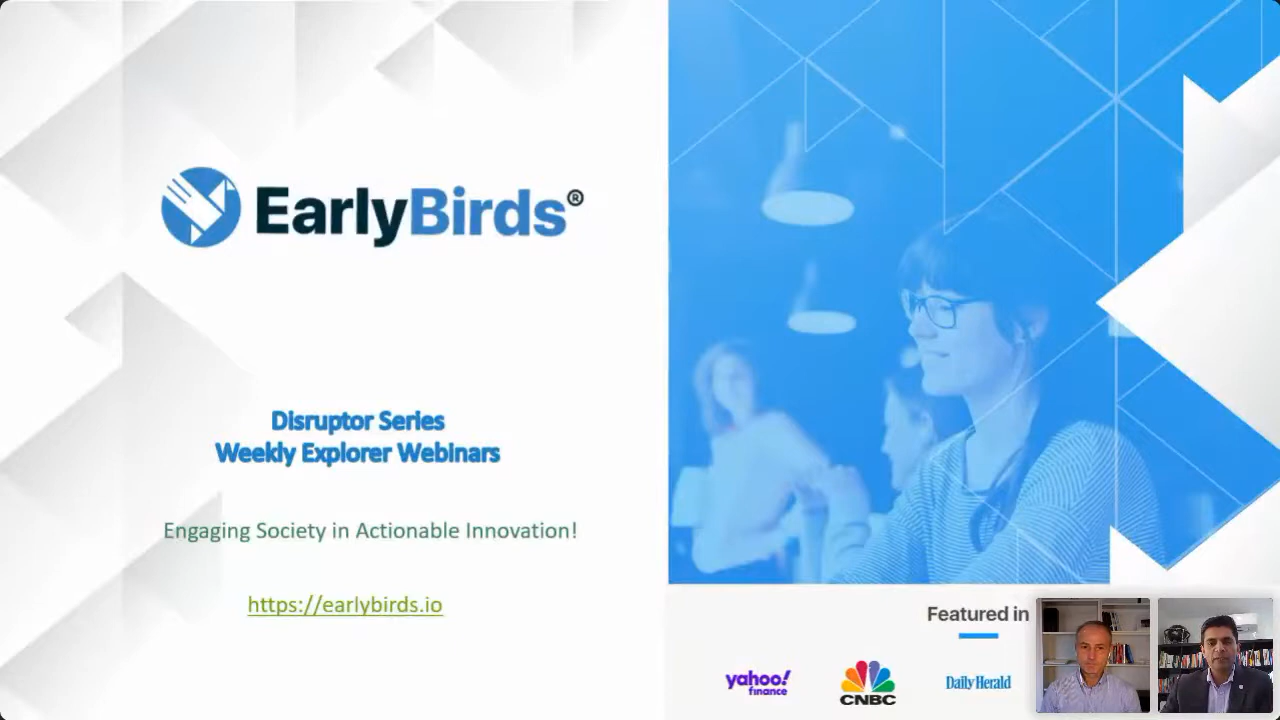 EarlyBirds®
Disruptor Series
Weekly Explorer Webinars
Engaging Society in Actionable Innovation!
https://earlybirds.io
Featured in
yahoo!
finance
CNBC
Daily Herald